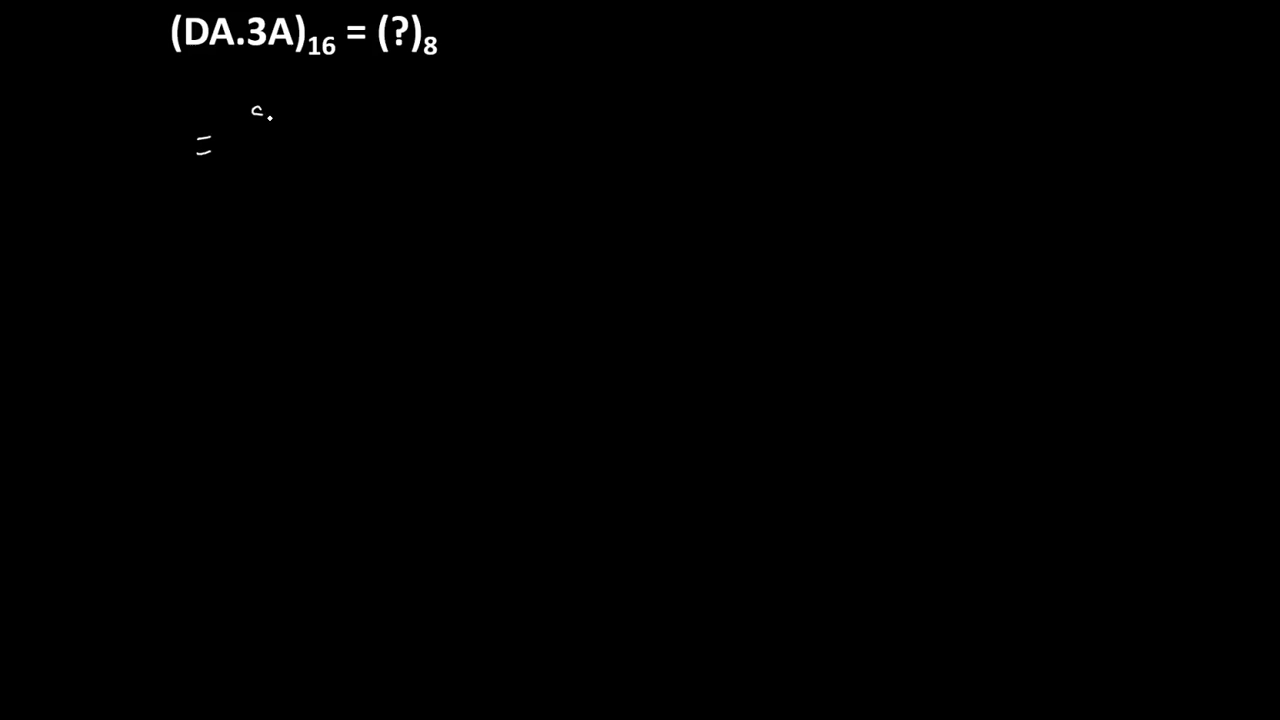 (DA.3A)16 = (?)8
=